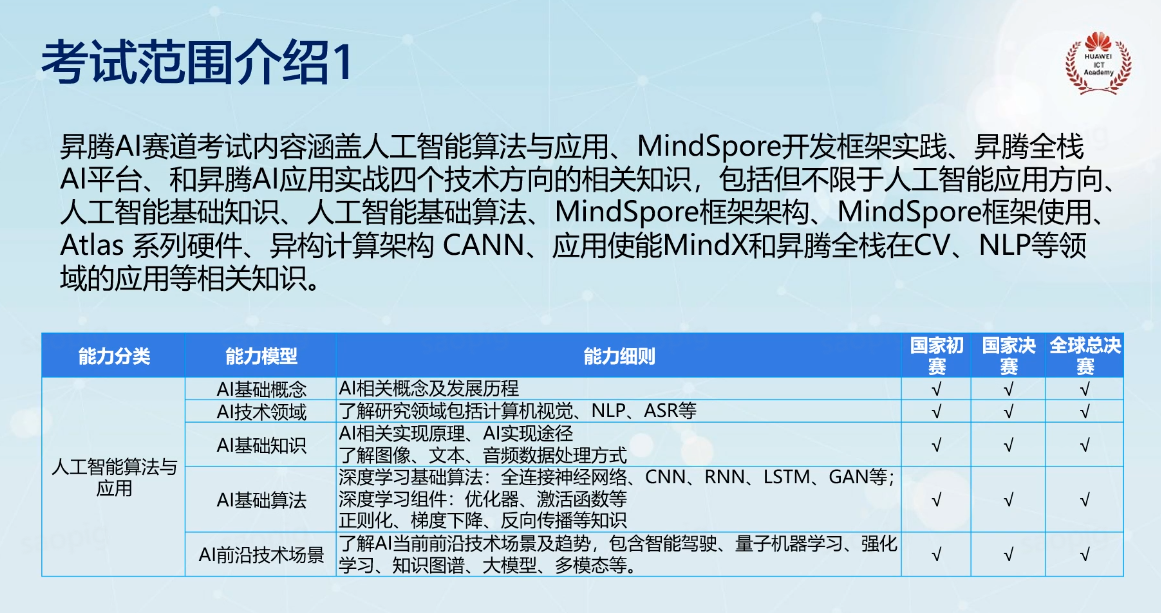 考试范围介绍1
HUAWEI
ICT
Academy
昇腾AI赛道考试内容涵盖人工智能算法与应用、MindSpore开发框架实践、昇腾全栈
AI平台、和昇腾AI应用实战四个技术方向的相关知识，包括但不限于人工智能应用方向、
人工智能基础知识、人工智能基础算法、MindSpore框架架构、MindSpore框架使用、
Atlas 系列硬件、异构计算架构 CANN、应用使能MindX和昇腾全栈在CV、NLP等领
域的应用等相关知识。
能力分类 能力模型 能力细则 国家初赛 国家决赛 全球总决赛
人工智能算法与
应用
AI基础概念 AI相关概念及发展历程 √ √ √
AI技术领域 了解研究领域包括计算机视觉、NLP、ASR等 √ √ √
AI基础知识 AI相关实现原理、AI实现途径
了解图像、文本、音频数据处理方式 √ √ √
AI基础算法 深度学习基础算法：全连接神经网络、CNN、RNN、LSTM、GAN等；
深度学习组件：优化器、激活函数等 √ √ √
正则化、梯度下降、反向传播等知识
AI前沿技术场景 了解AI当前前沿技术场景及趋势，包含智能驾驶、量子机器学习、强化
学习、知识图谱、大模型、多模态等。 √ √ √